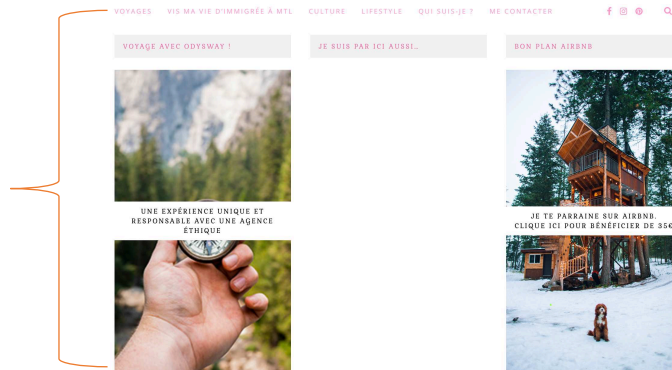 VOYAGES VIS MA VIE D'IMMIGRÉE À MTL CULTURE LIFESTYLE QUI SUIS-JE ? ME CONTACTER
VOYAGE AVEC ODYSWAY !
JE SUIS PAR ICI AUSSI…
BON PLAN AIRBNB
UNE EXPÉRIENCE UNIQUE ET
RESPONSABLE AVEC UNE AGENCE
ÉTHIQUE
JE TE PARRAINE SUR AIRBNB.
CLIQUE ICI POUR BÉNÉFICIER DE 35€